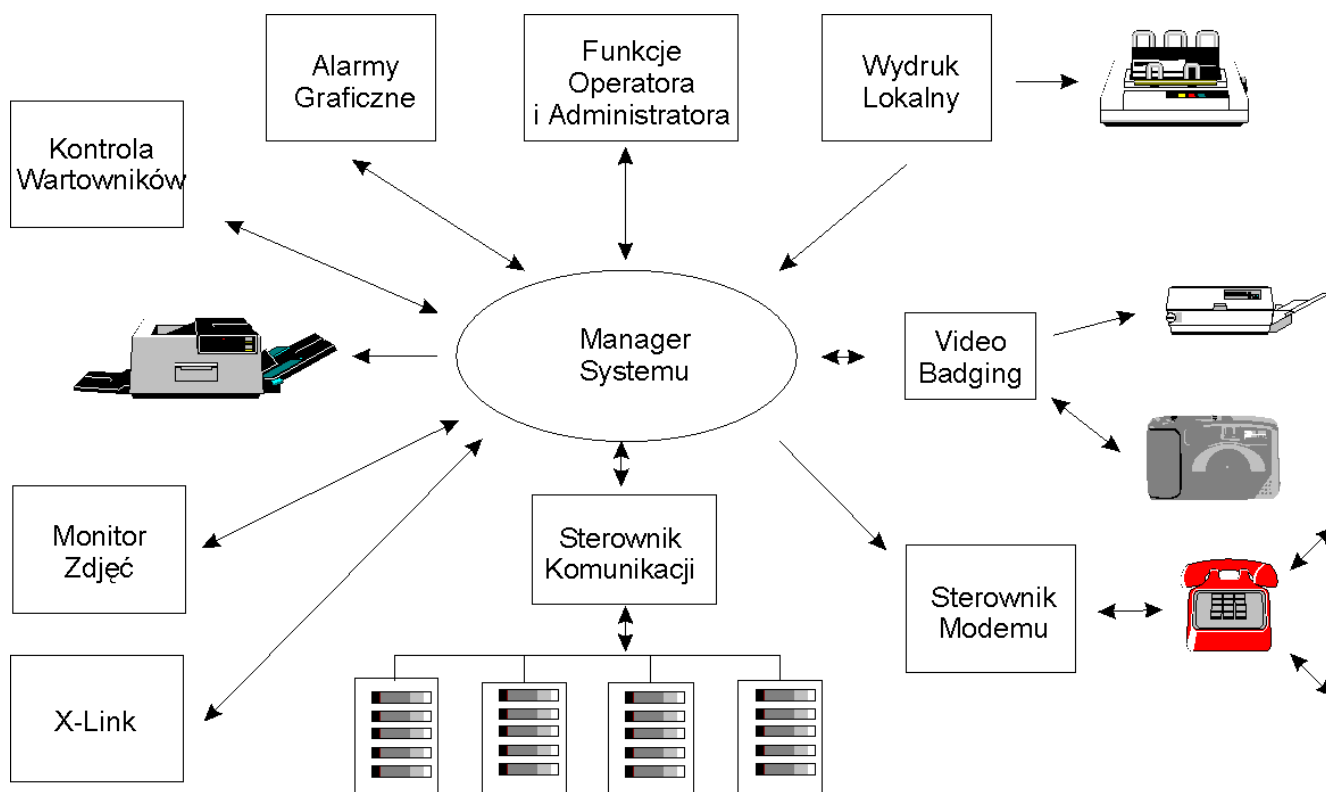 Alarmy
Graficzne
Funkcje
Operatora
i Administratora
Wydruk
Lokalny
Kontrola
Wartowników
Manager
Systemu
Video
Badging
Monitor
Zdjęć
Sterownik
Komunikacji
Sterownik
Modemu
X-Link